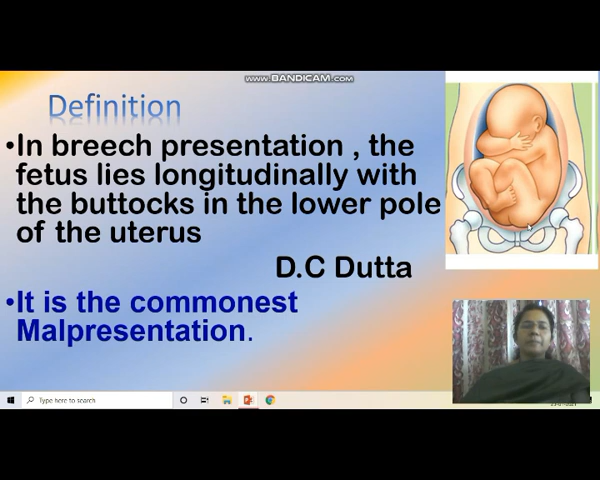 WWW.BANDICAM.COM
Definition
•In breech presentation , the
fetus lies longitudinally with
the buttocks in the lower pole
of the uterus
D.C Dutta
•It is the commonest
Malpresentation.
Type here to search